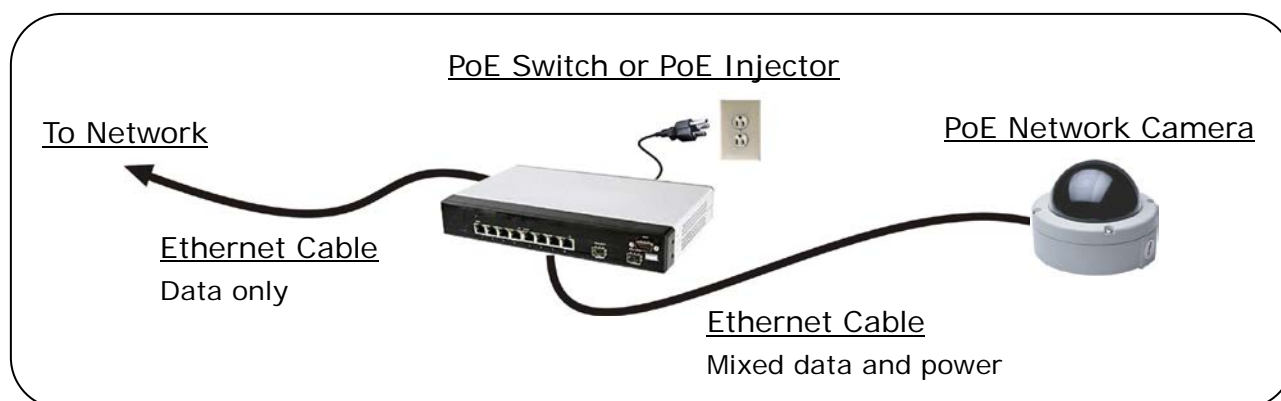 PoE Switch or PoE Injector
To Network
PoE Network Camera
Ethernet Cable
Data only
Ethernet Cable
Mixed data and power